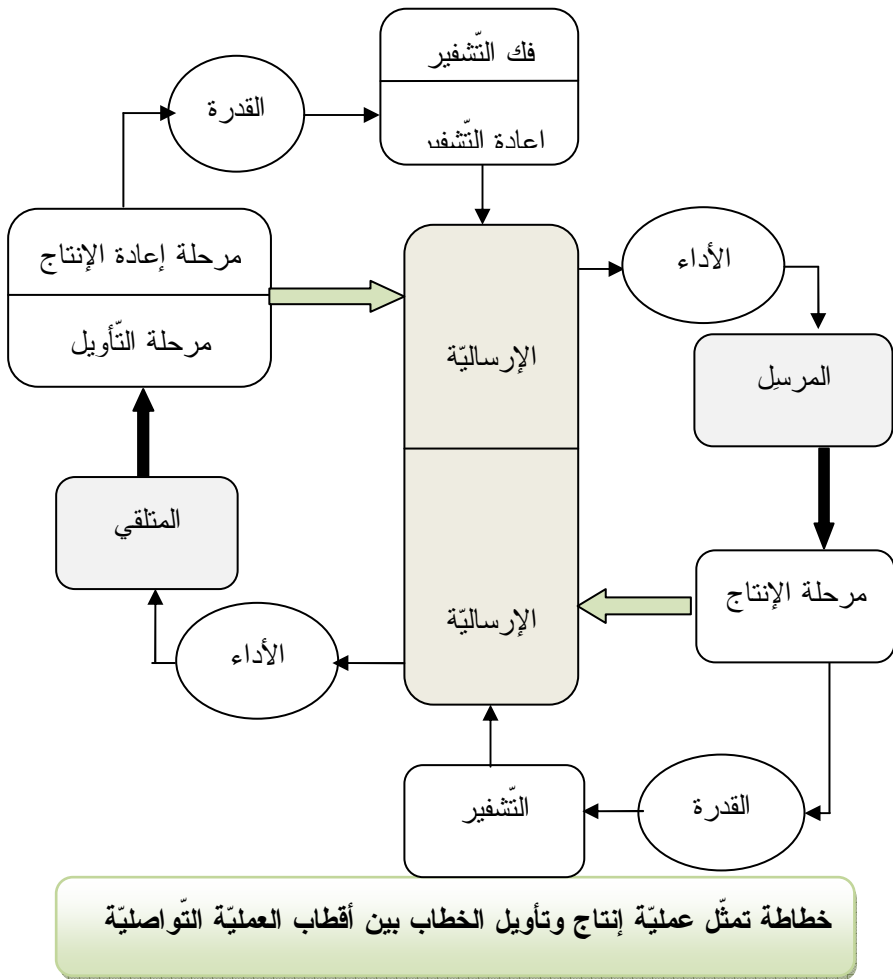 فك التّشفير
القدرة
اعادة التّشفير
مرحلة إعادة الإنتاج
الأداء
مرحلة التّأويل
الإرساليّة
المرسِل
المتلقي
مرحلة الإنتاج
الإرساليّة
الأداء
التّشفير
القدرة
خطاطة تمثّل عمليّة إنتاج وتأويل الخطاب بين أقطاب العمليّة التّواصليّة